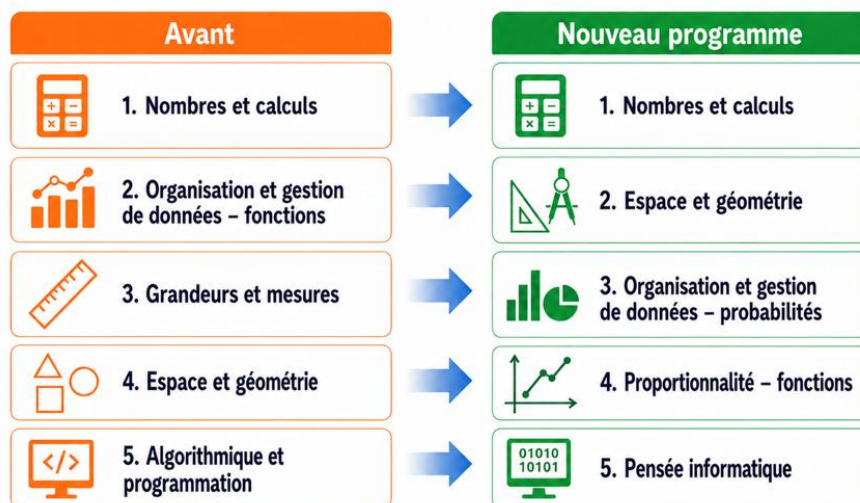 Avant
Nouveau programme
1. Nombres et calculs
1. Nombres et calculs
2. Organisation et gestion
de données – fonctions
2. Espace et géométrie
3. Grandeurs et mesures
3. Organisation et gestion
de données – probabilités
4. Espace et géométrie
4. Proportionnalité – fonctions
</>
5. Algorithmique et
programmation
01010
10101
5. Pensée informatique